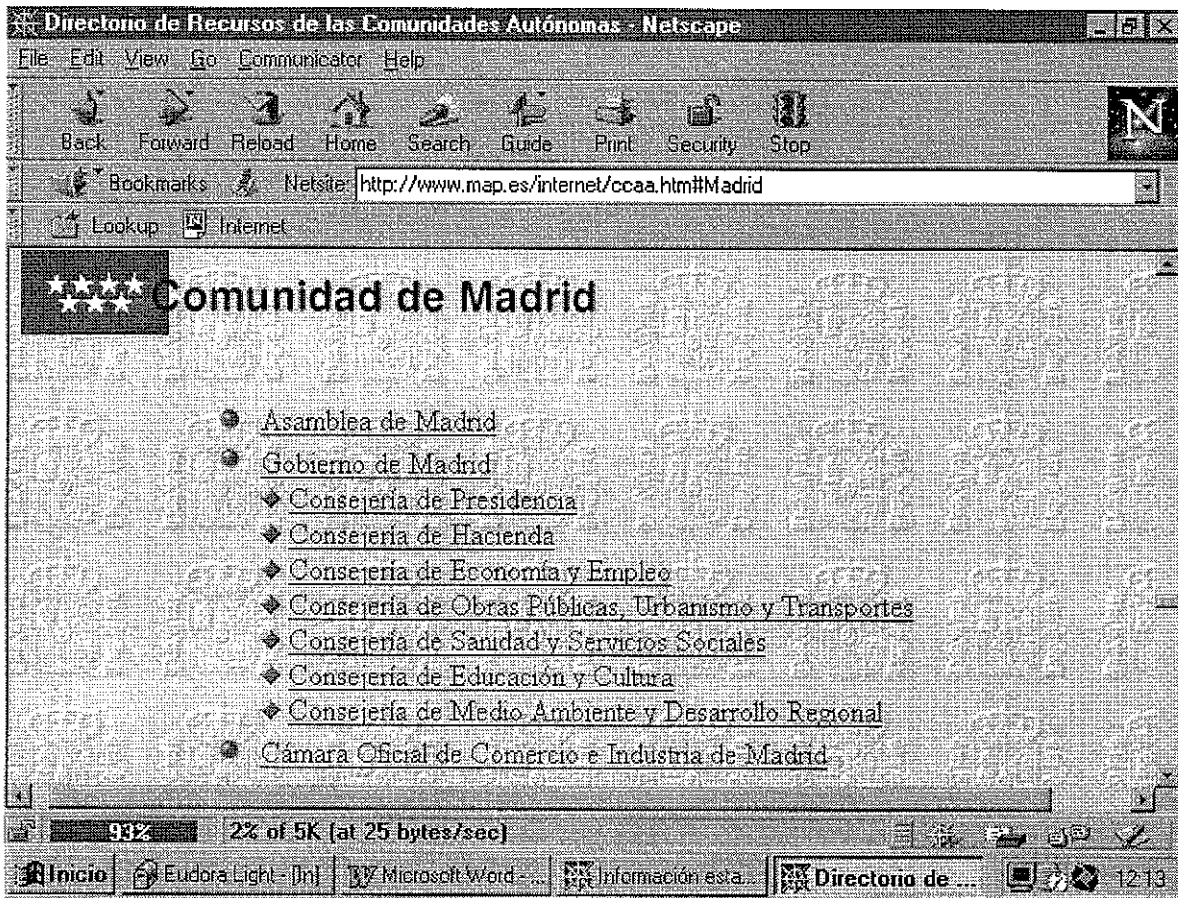 Directorio de Recursos de las Comunidades Autónomas - Netscape
File Edit View Go Communicator Help
Back Forward Reload Home Search Guide Print Security Stop
N
Bookmarks Netsite: http://www.map.es/internet/ccaa.htm#Madrid
Lookup Internet
Comunidad de Madrid
Asamblea de Madrid
Gobierno de Madrid
Consejería de Presidencia
Consejería de Hacienda
Consejería de Economía y Empleo
Consejería de Obras Públicas, Urbanismo y Transportes
Consejería de Sanidad y Servicios Sociales
Consejería de Educación y Cultura
Consejería de Medio Ambiente y Desarrollo Regional
Cámara Oficial de Comercio e Industria de Madrid
93% 2% of 5K (at 25 bytes/sec)
Inicio Eudora Light - [In] Microsoft Word - ... Información esta... Directorio de ... 12:13